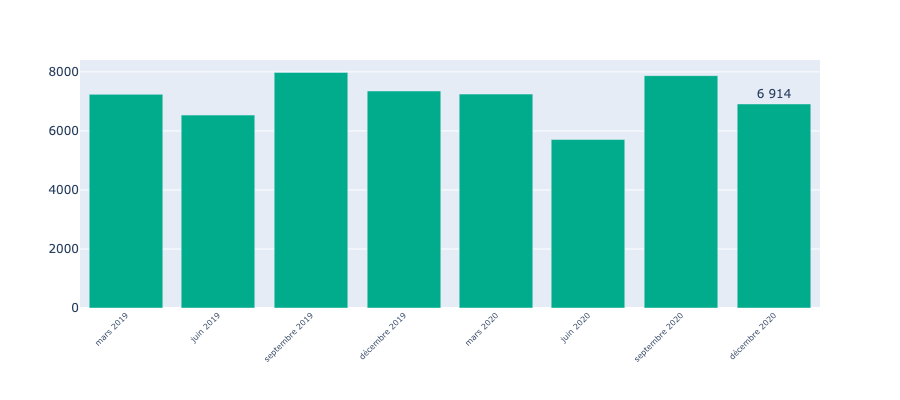 8000
6000
4000
2000
0
6 914
mars 2019
juin 2019
septembre 2019
décembre 2019
mars 2020
juin 2020
septembre 2020
décembre 2020